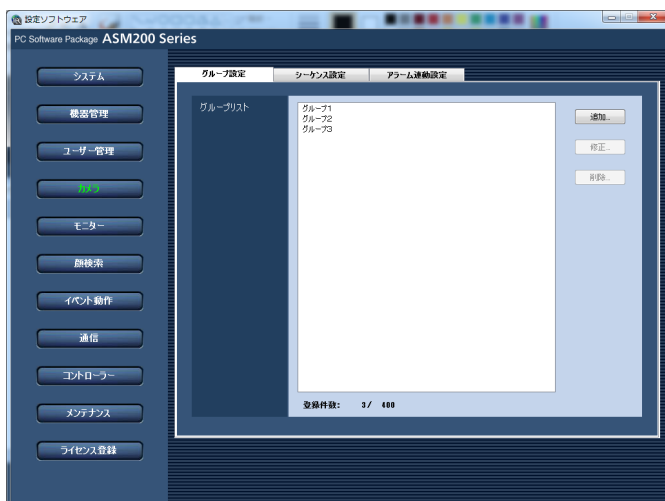 設定ソフトウェア
PC Software Package ASM200 Series
システム
機器管理
ユーザー管理
カメラ
モニター
顔検索
イベント動作
通信
コントローラー
メンテナンス
ライセンス登録
グループ設定 シーケンス設定 アラーム連動設定
グループリスト
グループ1
グループ2
グループ3
追加...
修正...
削除...
登録件数: 3/ 400